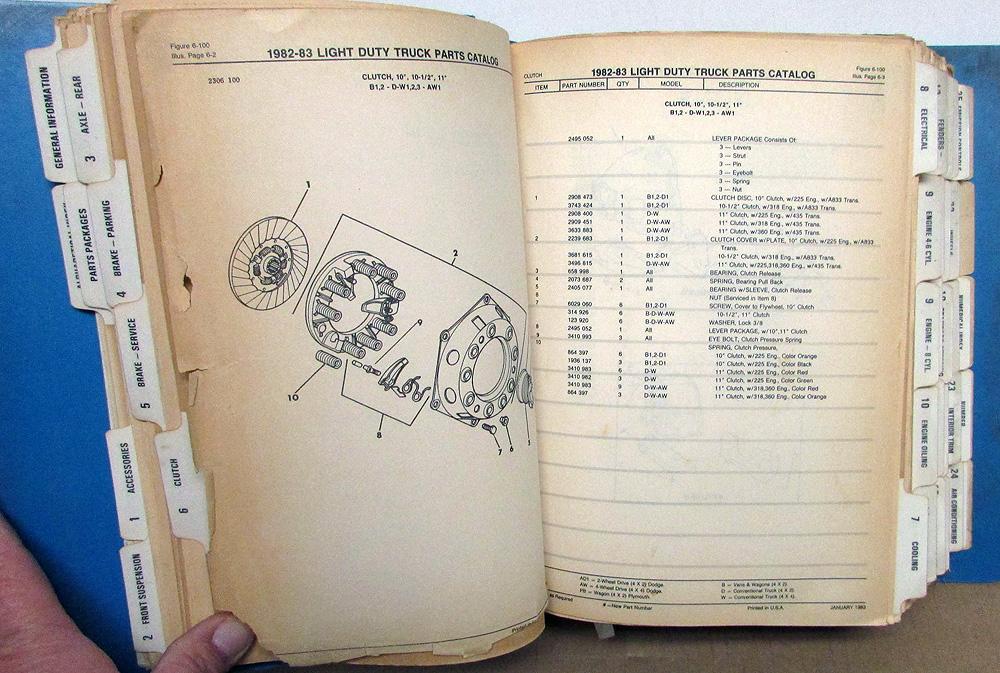 GENERAL INFORMATION
3 AXLE – REAR
PARTS PACKAGES
4 BRAKE – PARKING
5 BRAKE – SERVICE
1 ACCESSORIES
6 CLUTCH
2 FRONT SUSPENSION
Figure 6-100
Illus. Page 6-2
1982-83 LIGHT DUTY TRUCK PARTS CATALOG
2306 100
CLUTCH, 10", 10-1/2", 11"
B1,2 - D-W1,2,3 - AW1
1
2
9
10
8
7
6
Printed in
CLUTCH
1982-83 LIGHT DUTY TRUCK PARTS CATALOG
Figure 6-100
Illus. Page 6-3
ITEM PART NUMBER QTY MODEL DESCRIPTION
CLUTCH, 10", 10-1/2", 11"
B1,2 - D-W1,2,3 - AW1
2495 052 1 All LEVER PACKAGE Consists Of:
3 — Levers
3 — Strut
3 — Pin
3 — Eyebolt
3 — Spring
3 — Nut
1 2908 473 1 B1,2-D1 CLUTCH DISC, 10" Clutch, w/225 Eng., w/A833 Trans.
3743 424 1 B1,2-D1 10-1/2" Clutch, w/318 Eng., w/A833 Trans.
2908 400 1 D-W 11" Clutch, w/225 Eng., w/435 Trans.
2909 451 1 D-W-AW 11" Clutch, w/318 Eng., w/435 Trans.
3633 883 1 D-W-AW 11" Clutch, w/360 Eng., w/435 Trans.
2 2239 683 1 B1,2-D1 CLUTCH COVER w/PLATE, 10" Clutch, w/225 Eng., w/A833
Trans.
3681 615 1 B1,2-D1 10-1/2" Clutch, w/318 Eng., w/A833 Trans.
3496 815 1 D-W-AW 11" Clutch, w/225,318,360 Eng., w/435 Trans.
3 658 998 1 All BEARING, Clutch Release
4 2073 687 2 All SPRING, Bearing Pull Back
5 2405 077 1 All BEARING w/SLEEVE, Clutch Release
6 NUT (Serviced in Item 8)
7 6029 060 6 B1,2-D1 SCREW, Cover to Flywheel, 10" Clutch
314 926 6 B-D-W-AW 10-1/2", 11" Clutch
123 920 6 B-D-W-AW WASHER, Lock 3/8
8 2495 052 1 All LEVER PACKAGE, w/10",11" Clutch
9 3410 993 3 All EYE BOLT, Clutch Pressure Spring
10 SPRING, Clutch Pressure,
864 397 6 B1,2-D1 10" Clutch, w/225 Eng., Color Orange
1936 137 3 B1,2-D1 10" Clutch, w/225 Eng., Color Black
3410 983 6 D-W 11" Clutch, w/225 Eng., Color Red
3410 982 3 D-W 11" Clutch, w/225 Eng., Color Green
3410 983 9 D-W-AW 11" Clutch, w/318,360 Eng., Color Red
864 397 3 D-W-AW 11" Clutch, w/318,360 Eng., Color Orange
AD1 – 2-Wheel Drive (4 X 2) Dodge.
AW – 4-Wheel Drive (4 X 4) Dodge.
PB – Wagon (4 X 2) Plymouth.
B – Vans & Wagons (4 X 2).
D – Conventional Truck (4 X 2).
W – Conventional Truck (4 X 4).
Required
# –New Part Number
Printed in U.S.A.
JANUARY 1983
8 ELECTRICAL
9 ENGINE 4-6 CYL.
9 ENGINE – 8 CYL.
10 ENGINE OILING
7 COOLING
FENDERS –
23 INTERIOR TRIM
24 AIR CONDITIONING
NUMERICAL INDEX